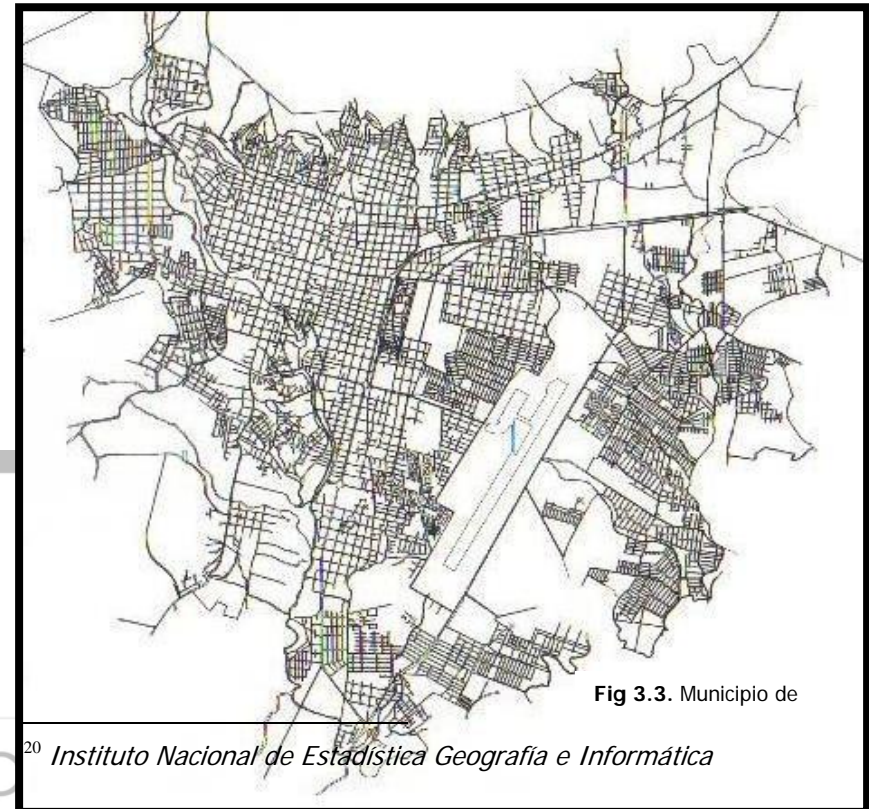 Fig 3.3. Municipio de
20 Instituto Nacional de Estadística Geografía e Informática